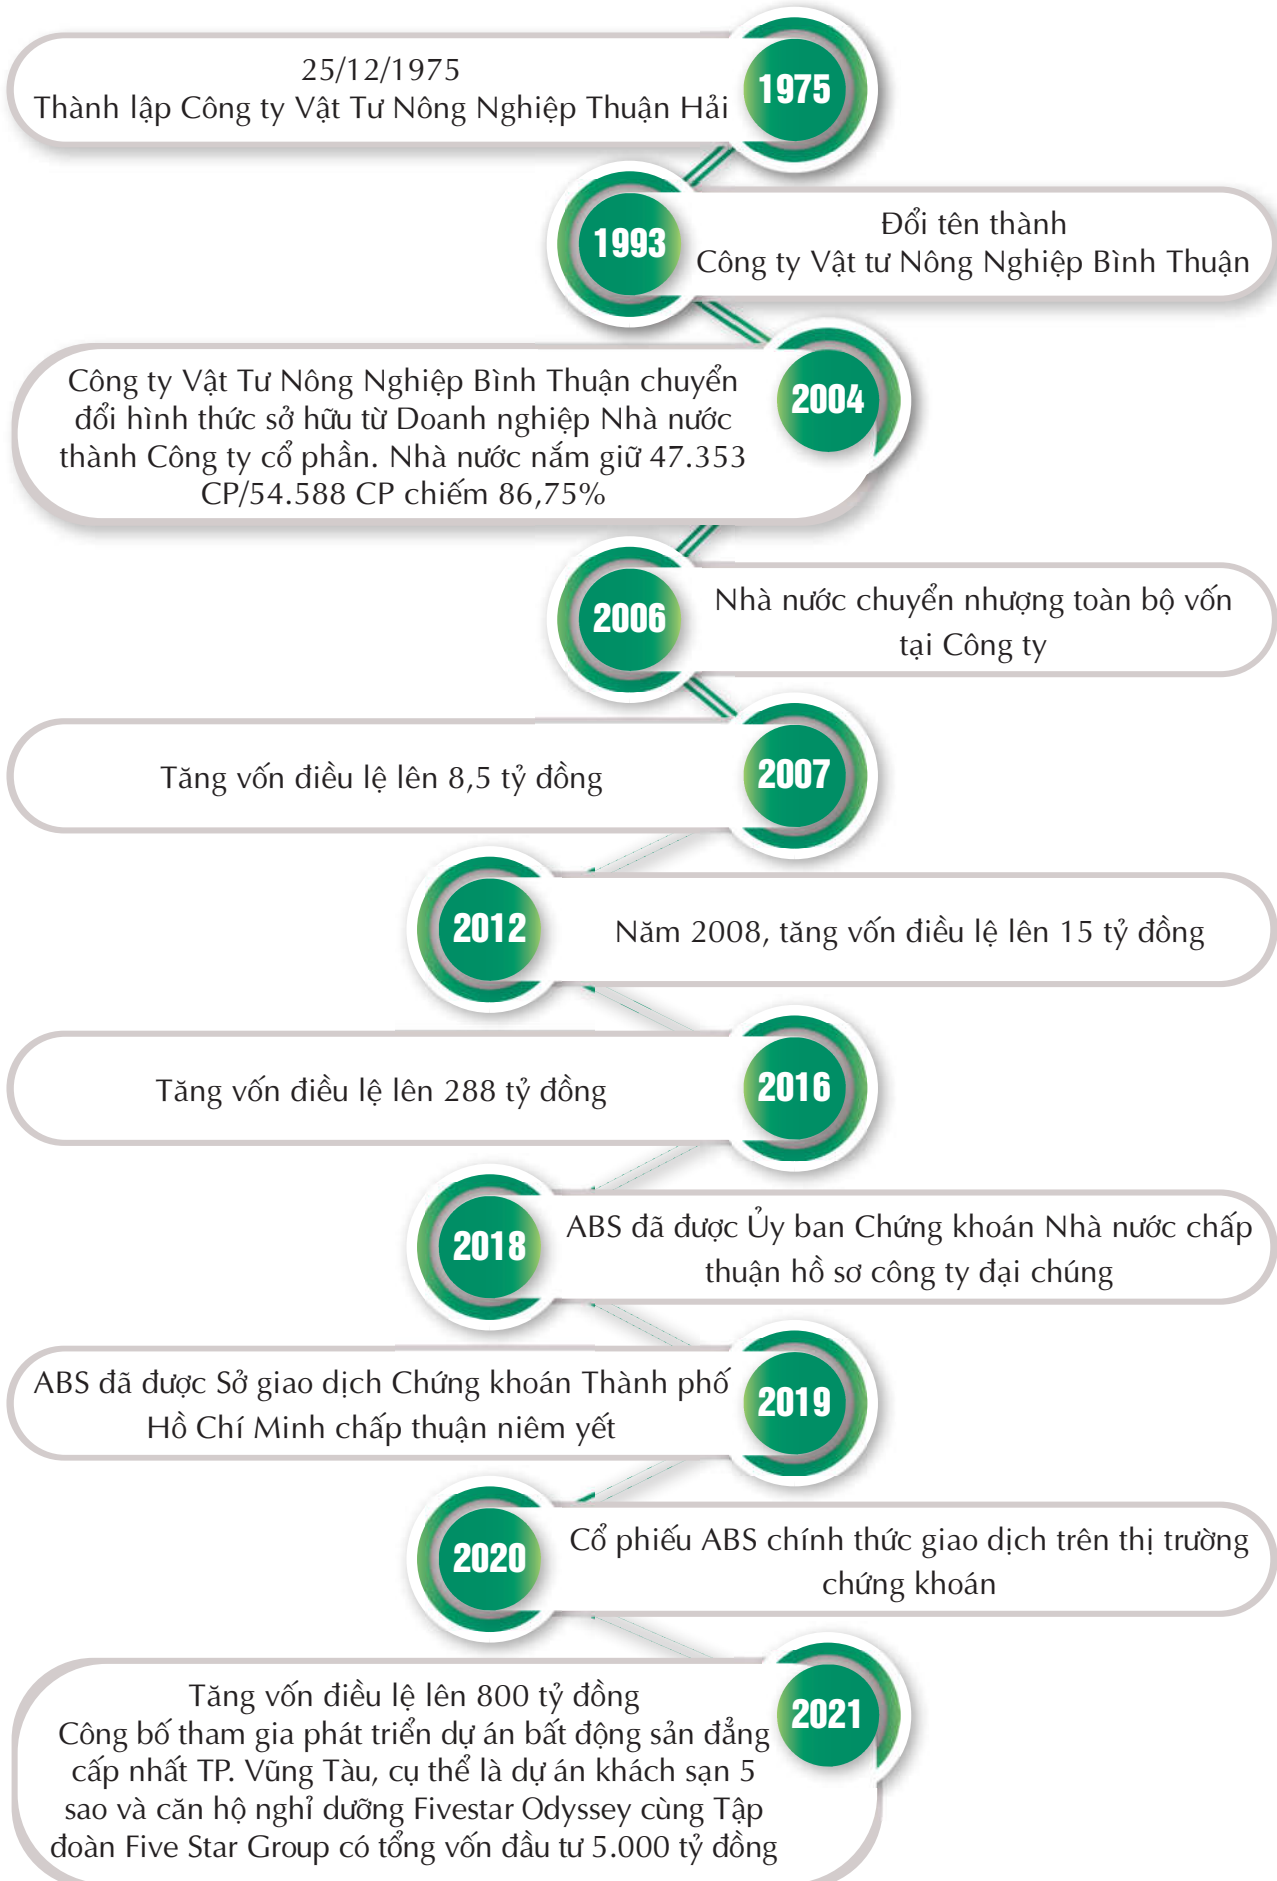 25/12/1975
Thành lập Công ty Vật Tư Nông Nghiệp Thuận Hải
1975
1993
Đổi tên thành
Công ty Vật tư Nông Nghiệp Bình Thuận
Công ty Vật Tư Nông Nghiệp Bình Thuận chuyển
đổi hình thức sở hữu từ Doanh nghiệp Nhà nước
thành Công ty cổ phần. Nhà nước nắm giữ 47.353
CP/54.588 CP chiếm 86,75%
2004
2006
Nhà nước chuyển nhượng toàn bộ vốn
tại Công ty
Tăng vốn điều lệ lên 8,5 tỷ đồng
2007
2012
Năm 2008, tăng vốn điều lệ lên 15 tỷ đồng
Tăng vốn điều lệ lên 288 tỷ đồng
2016
2018
ABS đã được Ủy ban Chứng khoán Nhà nước chấp
thuận hồ sơ công ty đại chúng
ABS đã được Sở giao dịch Chứng khoán Thành phố
Hồ Chí Minh chấp thuận niêm yết
2019
2020
Cổ phiếu ABS chính thức giao dịch trên thị trường
chứng khoán
Tăng vốn điều lệ lên 800 tỷ đồng
Công bố tham gia phát triển dự án bất động sản đẳng
cấp nhất TP. Vũng Tàu, cụ thể là dự án khách sạn 5
sao và căn hộ nghỉ dưỡng Fivestar Odyssey cùng Tập
đoàn Five Star Group có tổng vốn đầu tư 5.000 tỷ đồng
2021